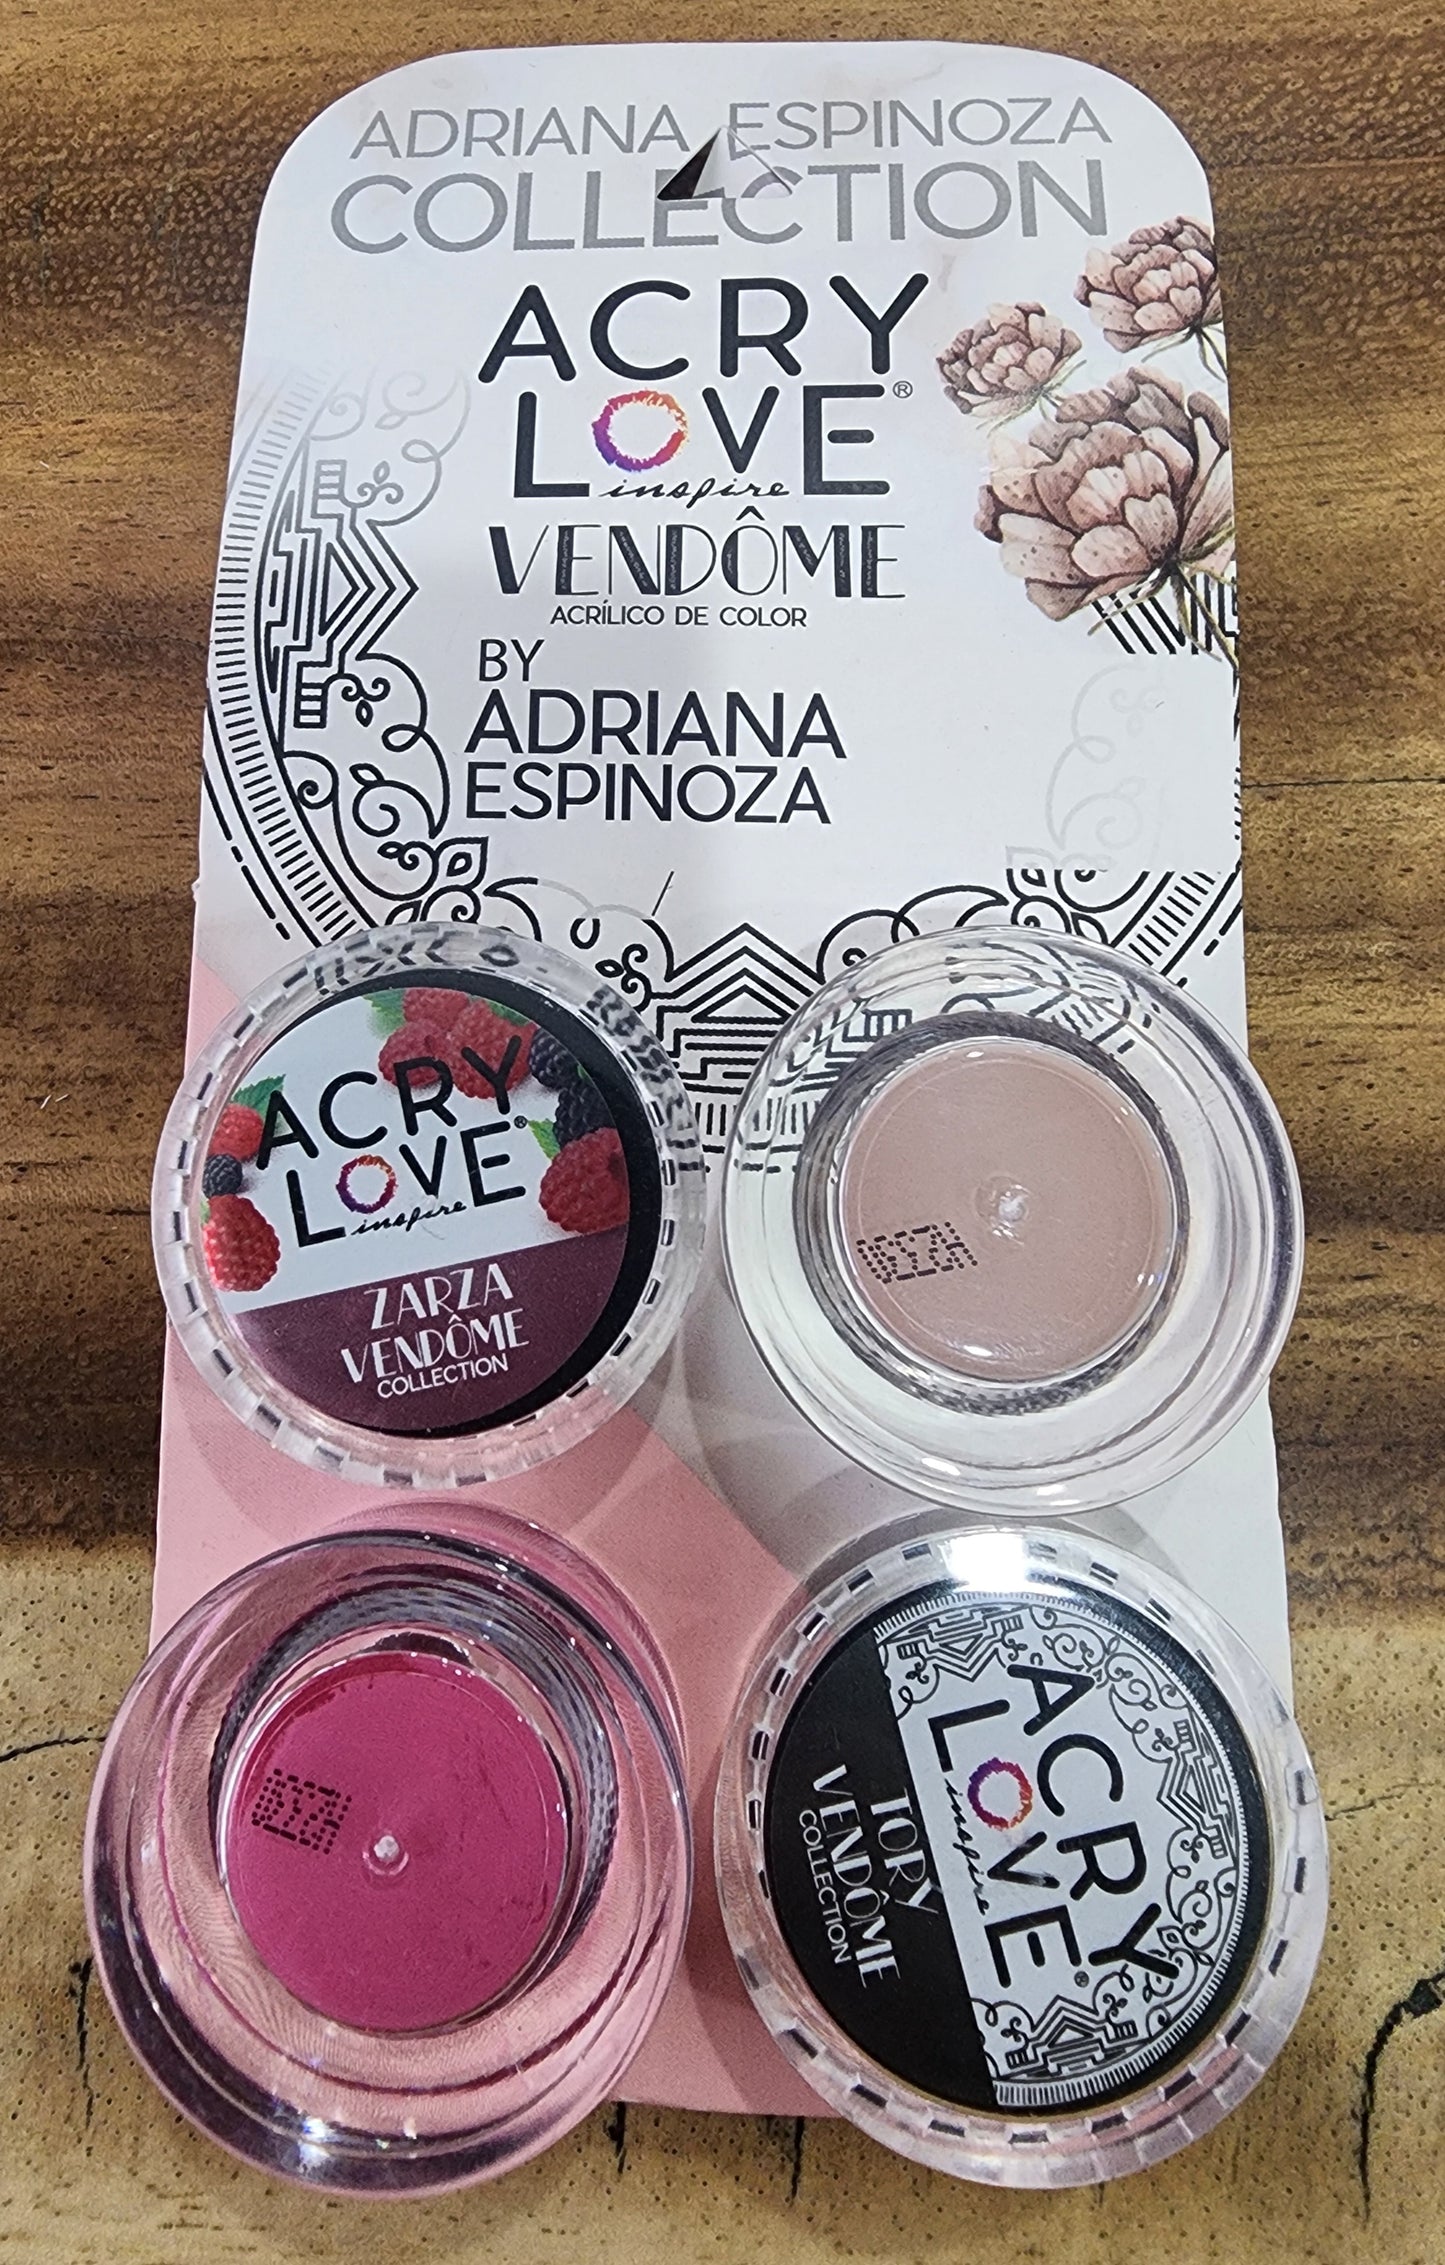 ADRIANA ESPINOZA
COLLECTION
ACRY
LOVE®
inspire
VENDÔME
ACRÍLICO DE COLOR
BY
ADRIANA
ESPINOZA
ACRY
LOVE®
inspire
ZARZA
VENDÔME
COLLECTION
ACRY
LOVE®
inspire
TORY
VENDÔME
COLLECTION